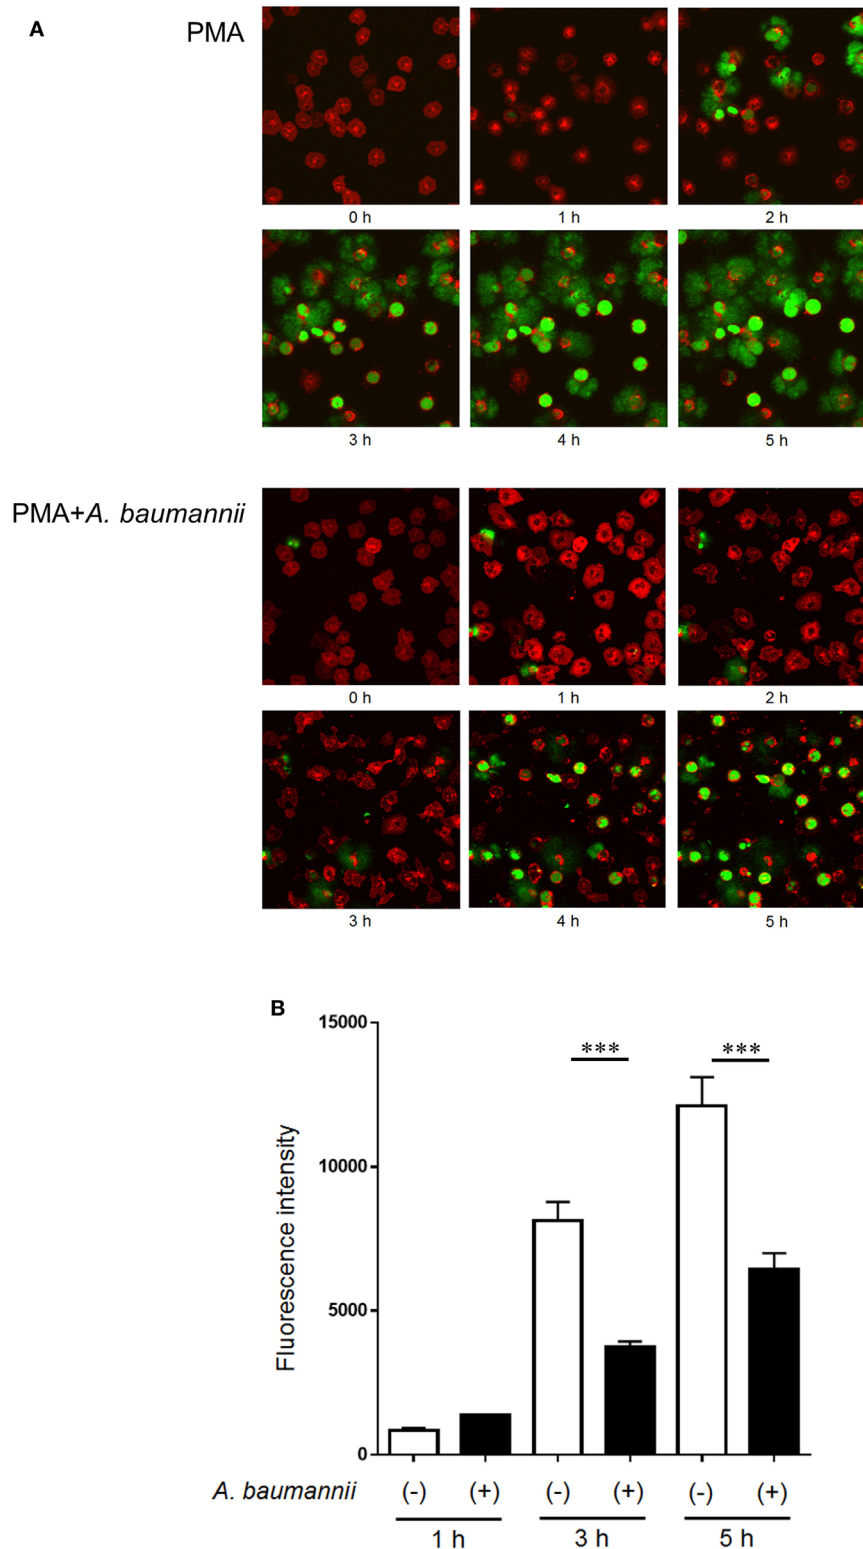 A
PMA
0 h
1 h
2 h
3 h
4 h
5 h
PMA+A. baumannii
0 h
1 h
2 h
3 h
4 h
5 h
B
15000
10000
5000
0
Fluorescence intensity
***
***
A. baumannii (-) (+) (-) (+) (-) (+)
1 h 3 h 5 h